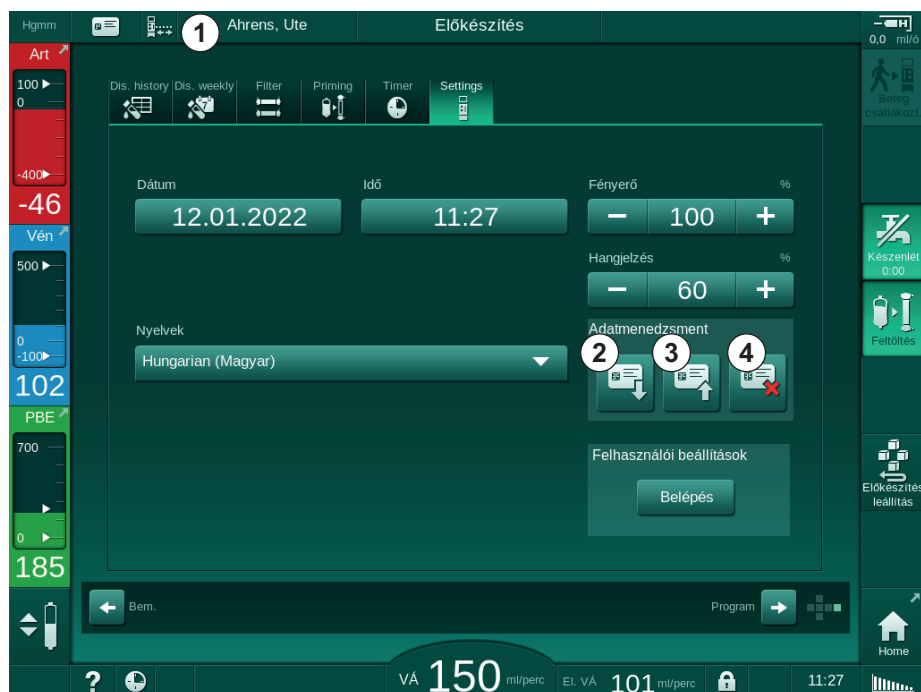 Hgmm
1
Ahrens, Ute
Előkészítés
0,0 ml/ó
Art
100
0
-400
-46
Vén
500
0
-100
102
PBE
700
0
185
Dis. history
Dis. weekly
Filter
Priming
Timer
Settings
Dátum
12.01.2022
Idő
11:27
Fényerő %
− 100 +
Hangjelzés %
− 60 +
Nyelvek
Hungarian (Magyar)
Adatmenedzsment
2 3 4
Felhasználói beállítások
Belépés
Bem.
Program
Beteg
csatlakozt.
Készenlét
0:00
Feltöltés
Előkészítés
leállítás
Home
?
VÁ 150 ml/perc
El. VÁ 101 ml/perc
11:27